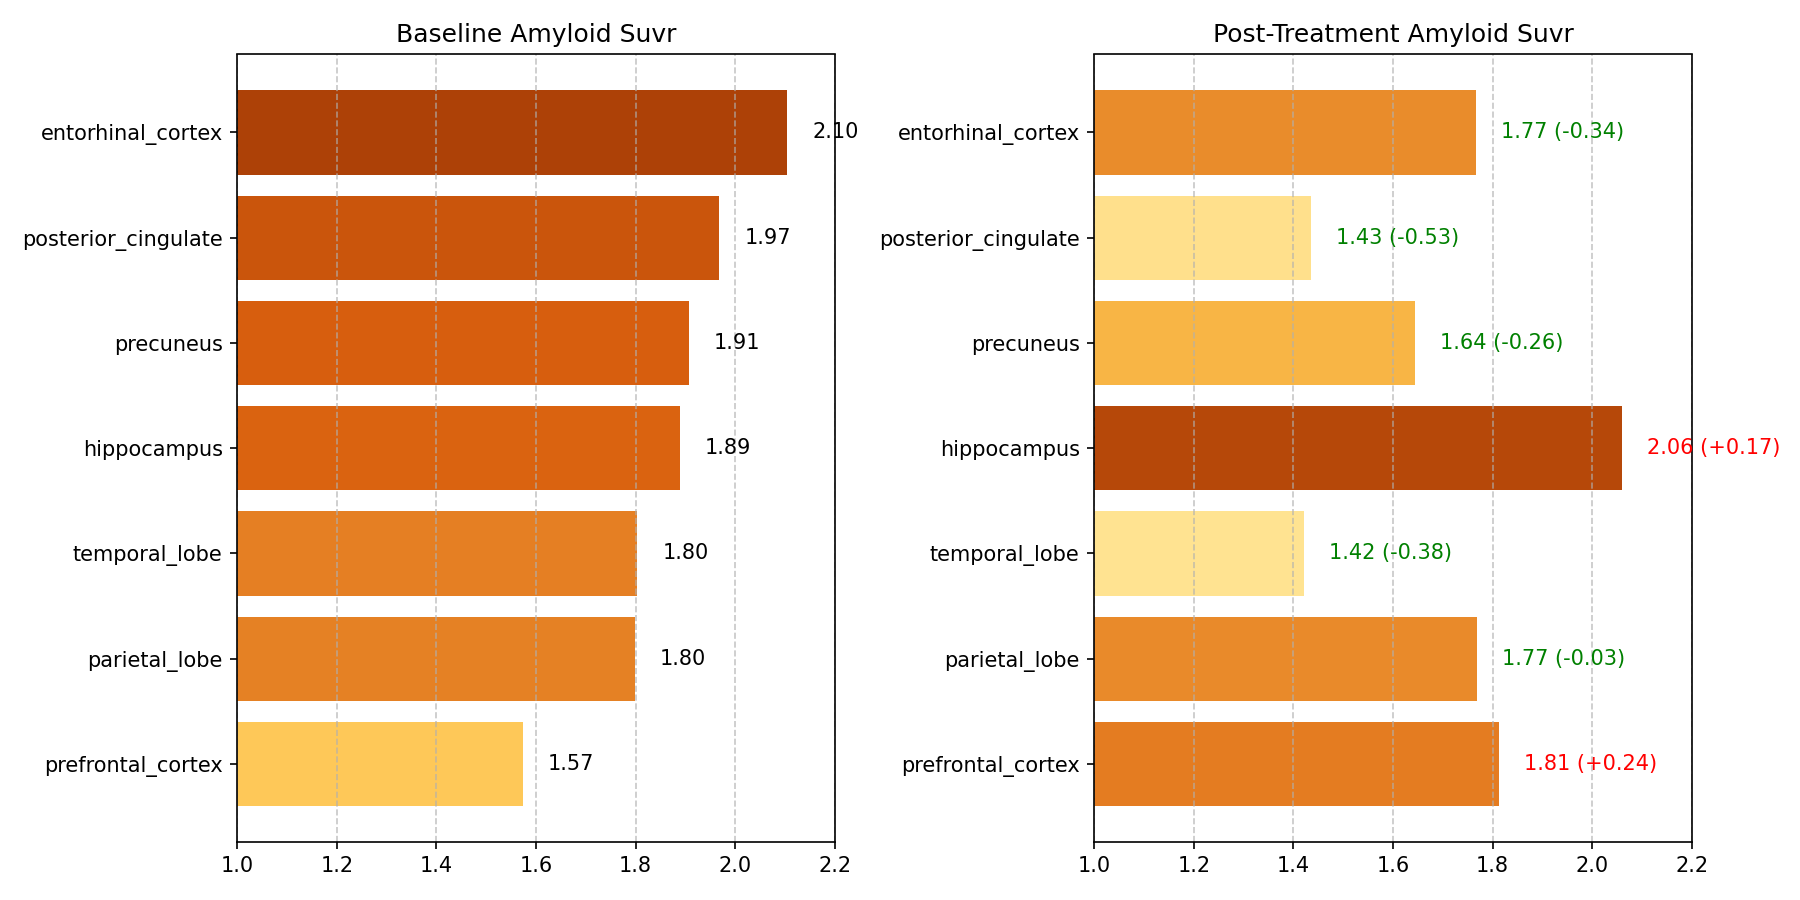 Baseline Amyloid Suvr
entorhinal_cortex
2.10
posterior_cingulate
1.97
precuneus
1.91
hippocampus
1.89
temporal_lobe
1.80
parietal_lobe
1.80
prefrontal_cortex
1.57
1.0 1.2 1.4 1.6 1.8 2.0 2.2
Post-Treatment Amyloid Suvr
entorhinal_cortex
1.77 (-0.34)
posterior_cingulate
1.43 (-0.53)
precuneus
1.64 (-0.26)
hippocampus
2.06 (+0.17)
temporal_lobe
1.42 (-0.38)
parietal_lobe
1.77 (-0.03)
prefrontal_cortex
1.81 (+0.24)
1.0 1.2 1.4 1.6 1.8 2.0 2.2